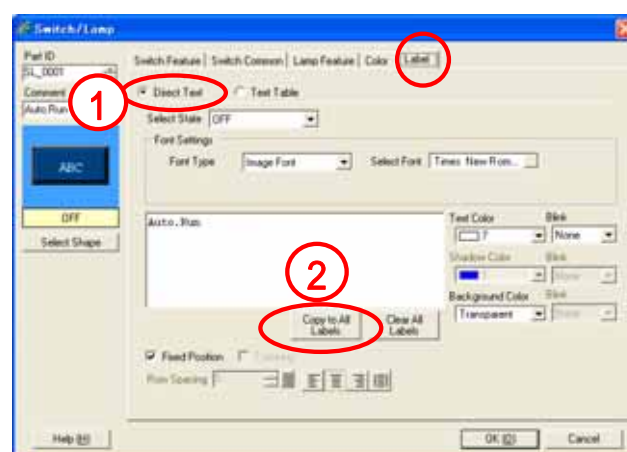 Switch/Lamp
Part ID
SL_0001
Switch Feature | Switch Common | Lamp Feature | Color | Label
Comment
1
Direct Text
Text Table
Auto Run
Select State OFF
Font Settings
Font Type Image Font
Select Font Times New Rom...
ABC
OFF
Select Shape
Auto.Run
Text Color
Blink
7
None
2
Shadow Color
Blink
None
Background Color
Blink
Transparent
None
Copy to All Labels
Clear All Labels
Fixed Position
Row Spacing
Help (H)
OK (O)
Cancel